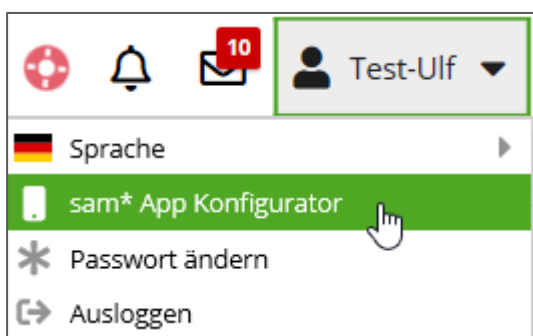 10
Test-Ulf
Sprache
sam* App Konfigurator
Passwort ändern
Ausloggen